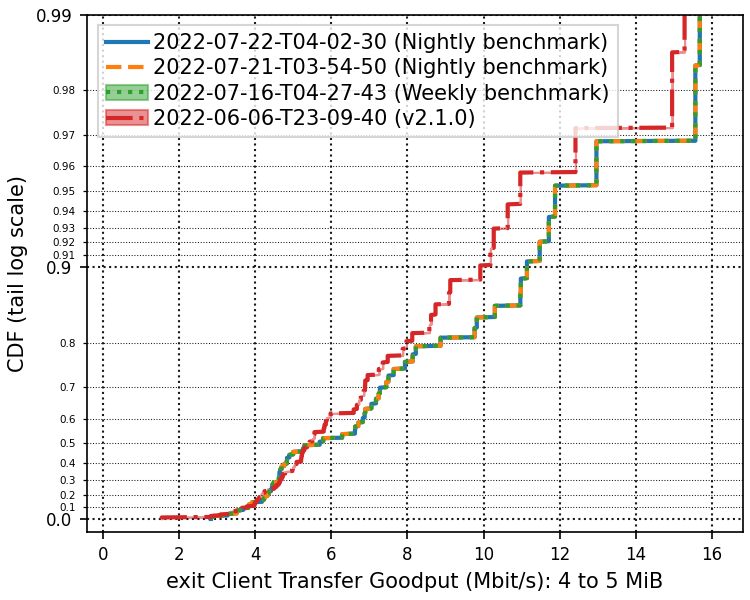 0.99
0.98
0.97
0.96
0.95
0.94
0.93
0.92
0.91
0.9
0.8
0.7
0.6
0.5
0.4
0.3
0.2
0.1
0.0
CDF (tail log scale)
2022-07-22-T04-02-30 (Nightly benchmark)
2022-07-21-T03-54-50 (Nightly benchmark)
2022-07-16-T04-27-43 (Weekly benchmark)
2022-06-06-T23-09-40 (v2.1.0)
0 2 4 6 8 10 12 14 16
exit Client Transfer Goodput (Mbit/s): 4 to 5 MiB